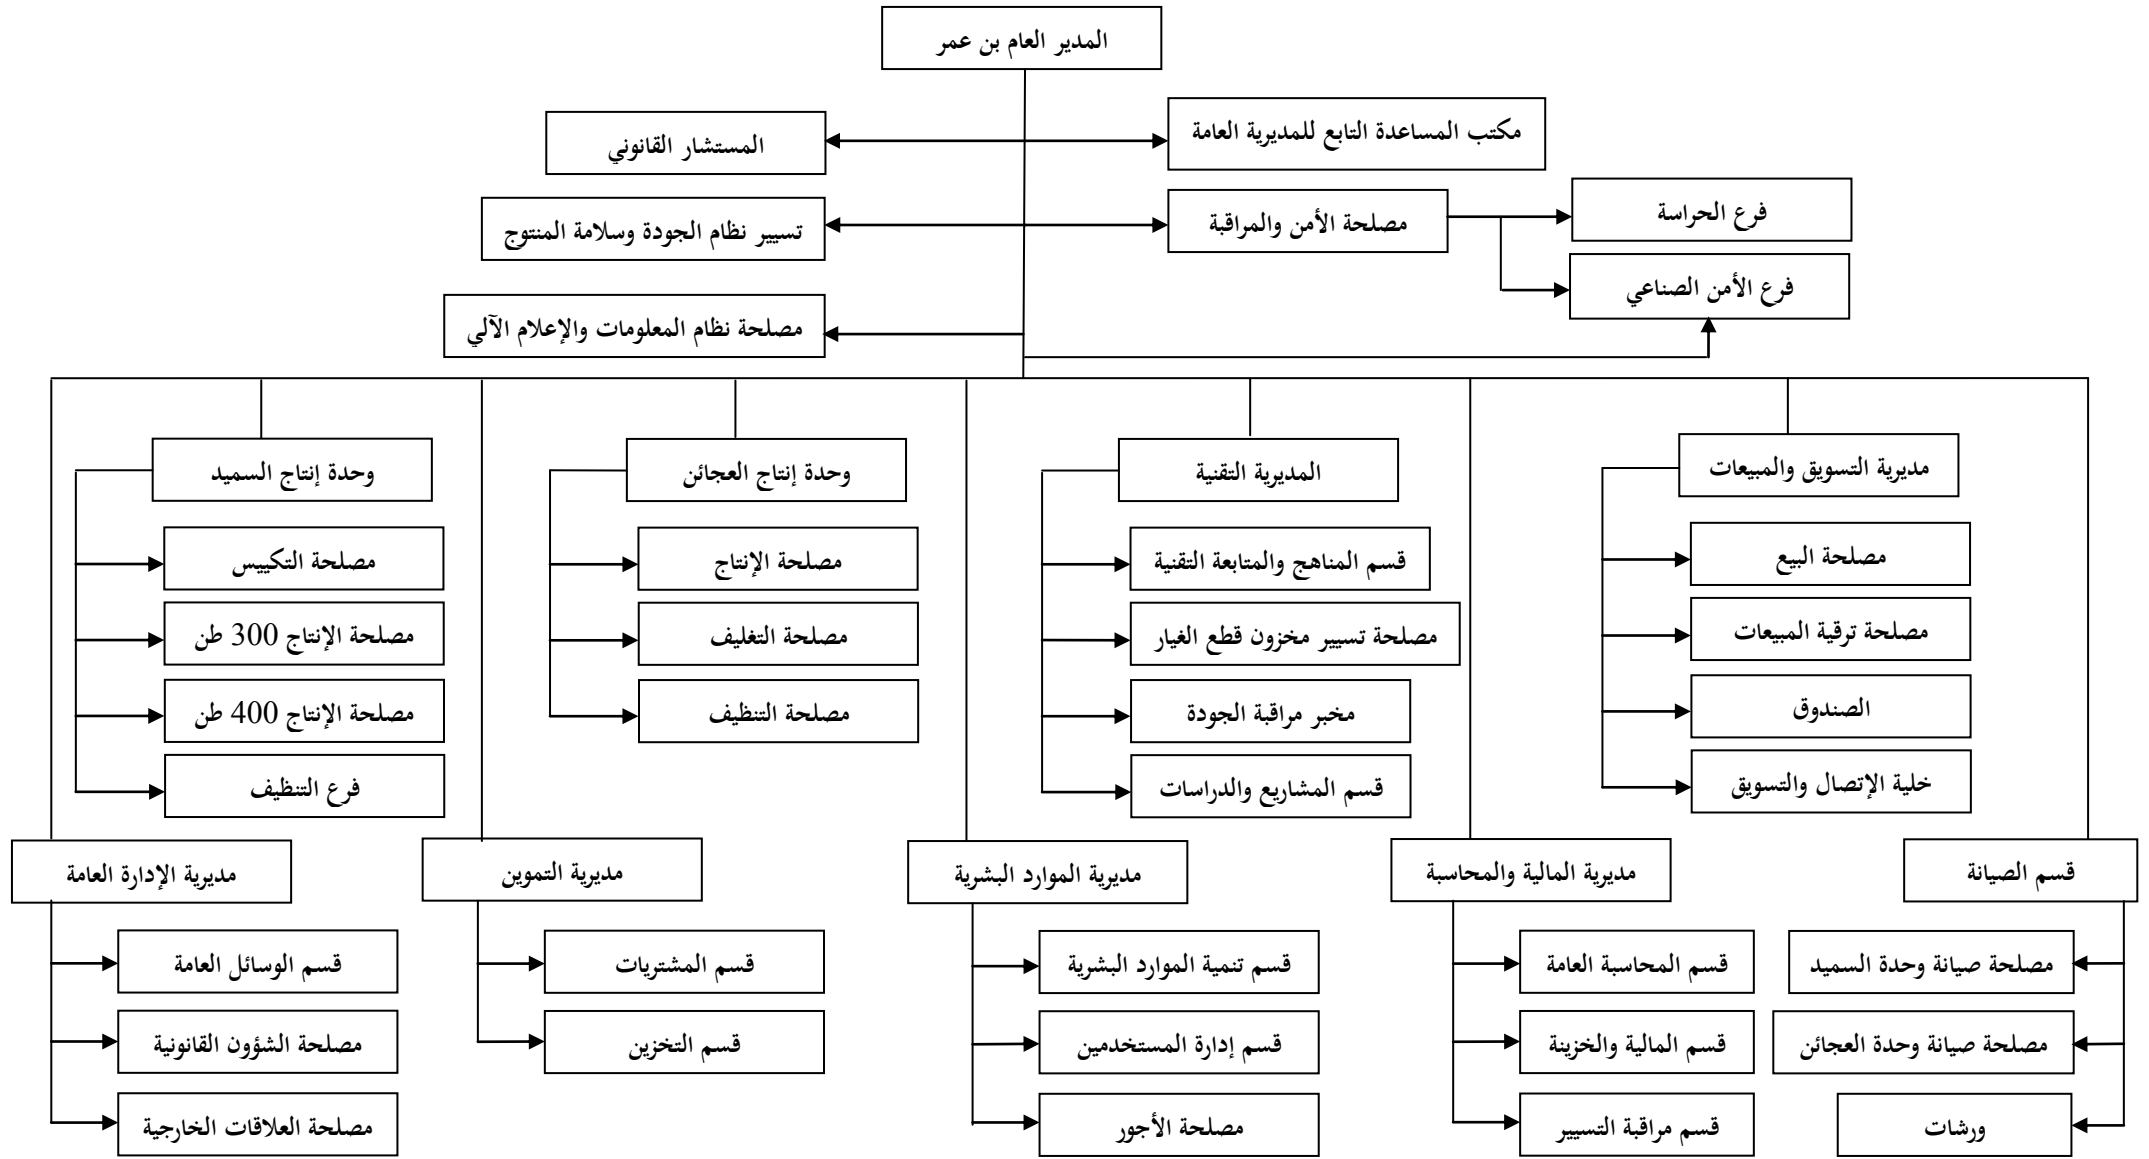 المدير العام بن عمر
مكتب المساعدة التابع للمديرية العامة
المستشار القانوني
فرع الحراسة
مصلحة الأمن والمراقبة
تسيير نظام الجودة وسلامة المنتوج
فرع الأمن الصناعي
مصلحة نظام المعلومات والإعلام الآلي
مديرية التسويق والمبيعات
المديرية التقنية
وحدة إنتاج العجائن
وحدة إنتاج السميد
مصلحة البيع
قسم المناهج والمتابعة التقنية
مصلحة الإنتاج
مصلحة التكييس
مصلحة ترقية المبيعات
مصلحة تسيير مخزون قطع الغيار
مصلحة التغليف
مصلحة الإنتاج 300 طن
الصندوق
مخبر مراقبة الجودة
مصلحة التنظيف
مصلحة الإنتاج 400 طن
خلية الإتصال والتسويق
قسم المشاريع والدراسات
فرع التنظيف
قسم الصيانة
مديرية المالية والمحاسبة
مديرية الموارد البشرية
مديرية التموين
مديرية الإدارة العامة
مصلحة صيانة وحدة السميد
قسم المحاسبة العامة
قسم تنمية الموارد البشرية
قسم المشتريات
قسم الوسائل العامة
مصلحة صيانة وحدة العجائن
قسم المالية والخزينة
قسم إدارة المستخدمين
قسم التخزين
مصلحة الشؤون القانونية
ورشات
قسم مراقبة التسيير
مصلحة الأجور
مصلحة العلاقات الخارجية